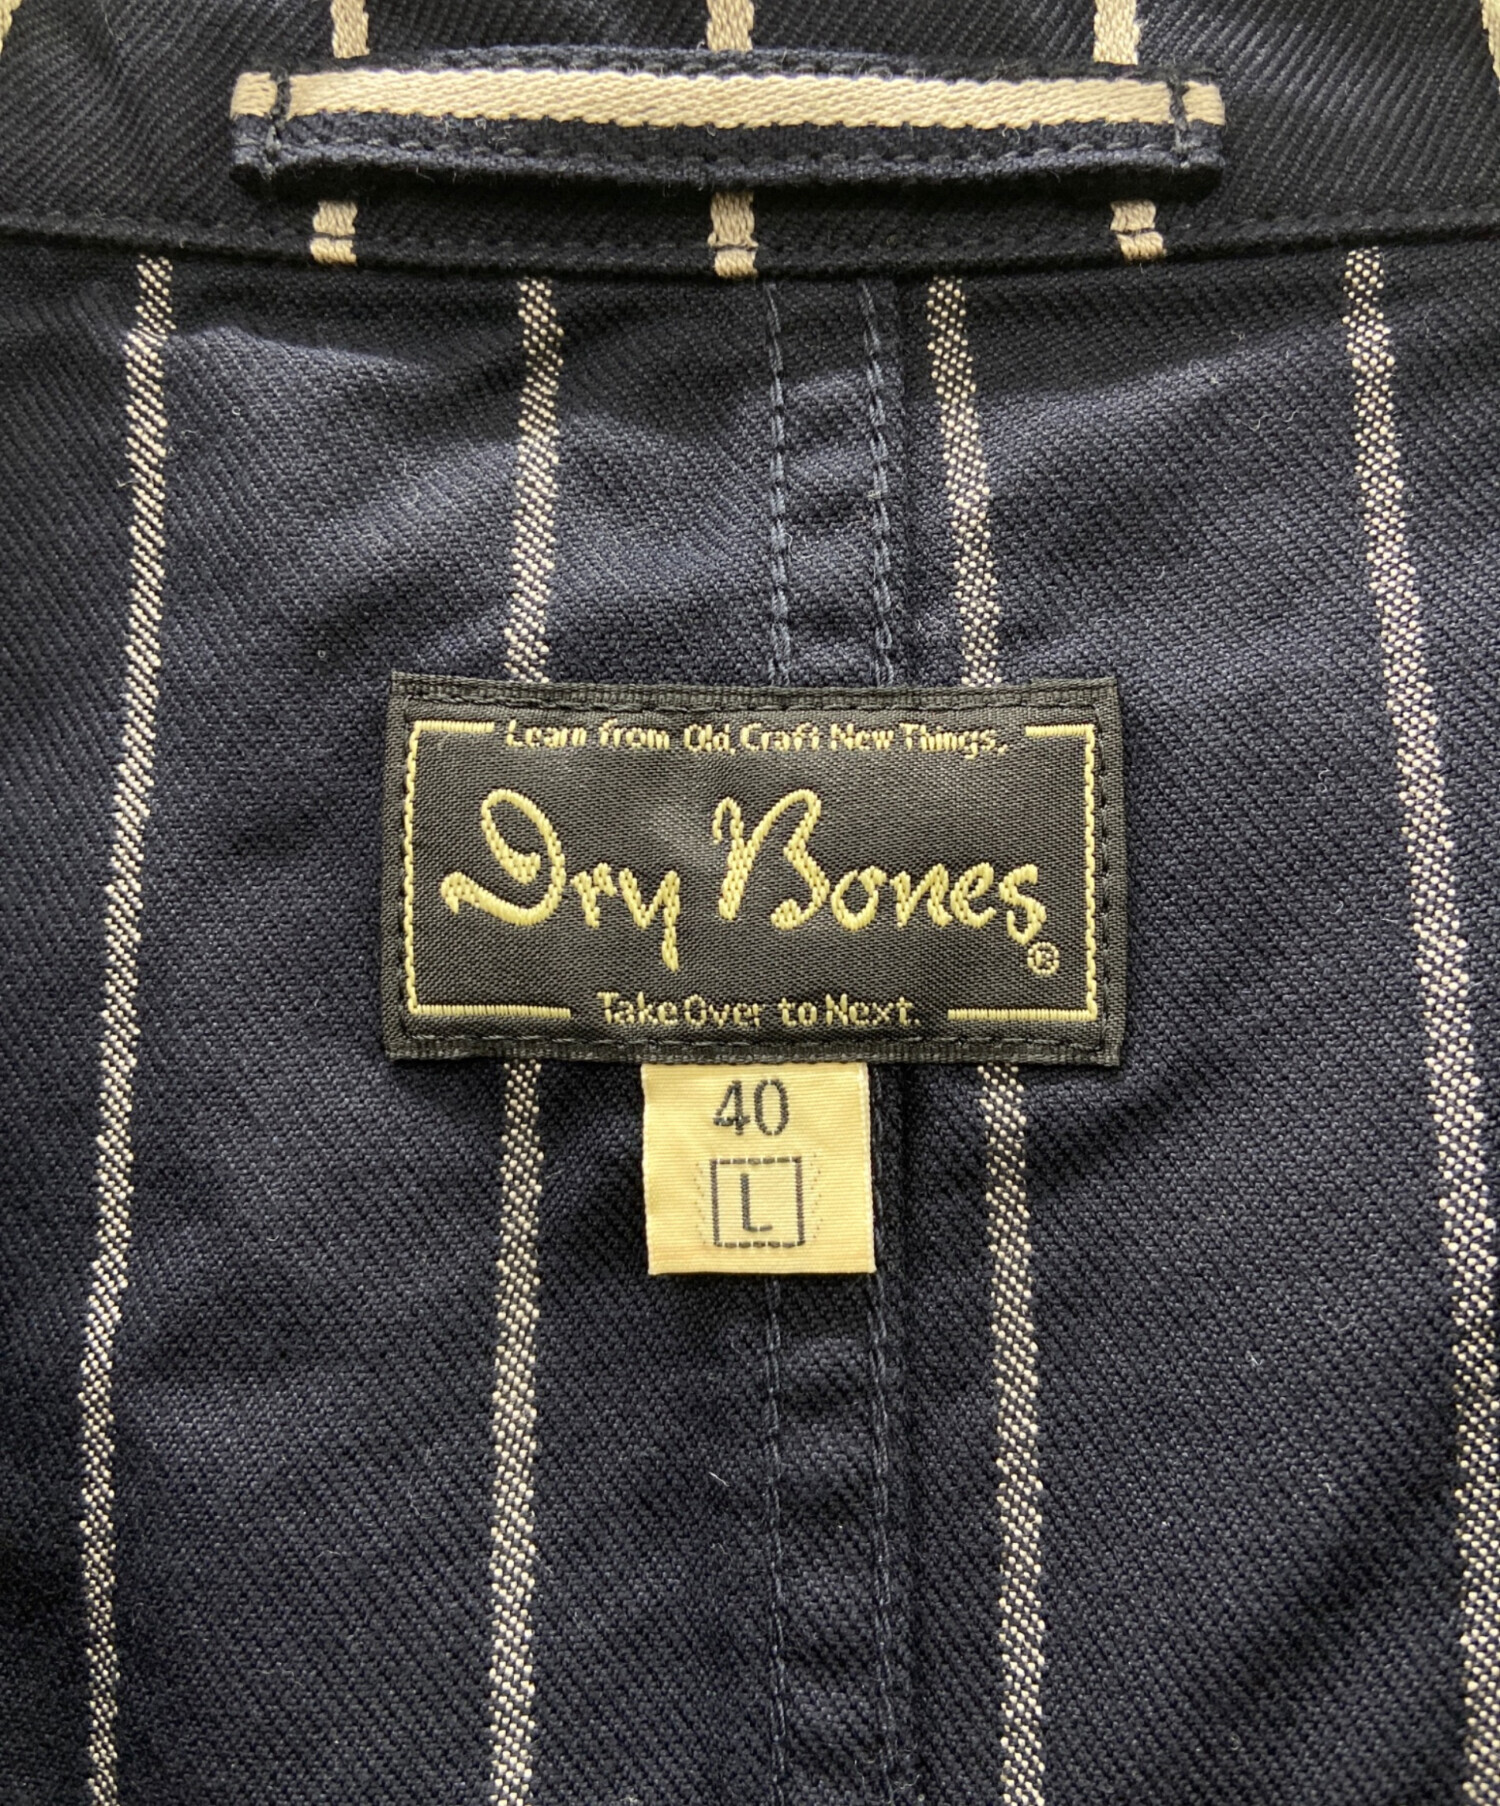 Learn from Old, Craft New Things.
Dry Bones
®
Take Over to Next.
40
L